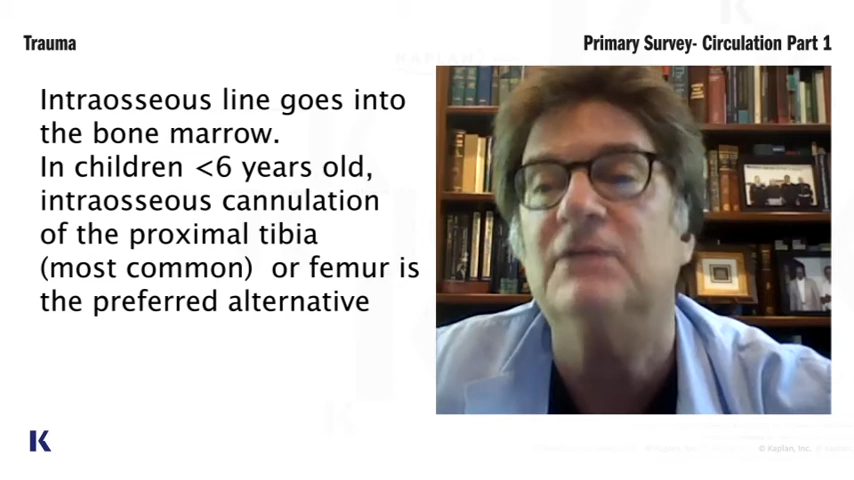 Trauma
Primary Survey- Circulation Part 1
Intraosseous line goes into
the bone marrow.
In children <6 years old,
intraosseous cannulation
of the proximal tibia
(most common) or femur is
the preferred alternative
K
© Kaplan, Inc.